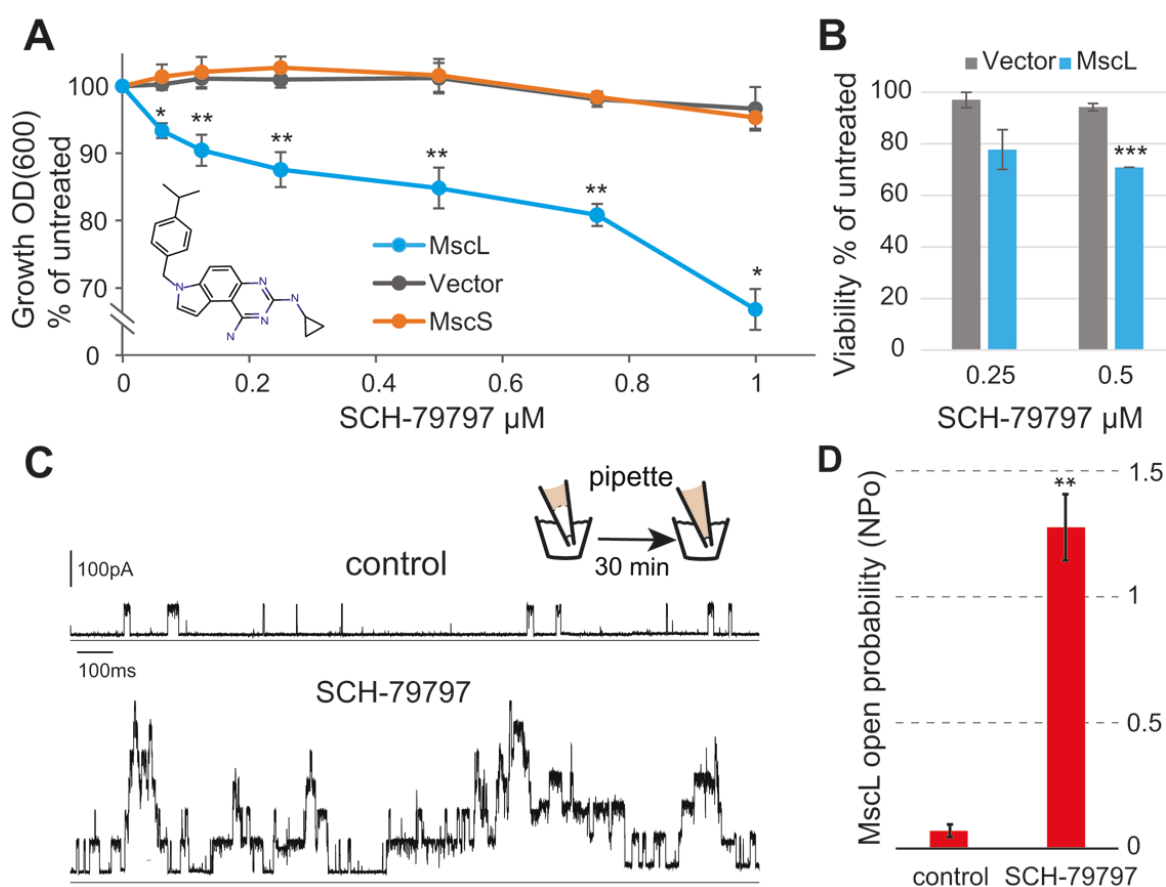 A
Growth OD(600)
% of untreated
100
90
80
70
0
*
**
**
**
**
*
N
N
N
N
N
MscL
Vector
MscS
0
0.2
0.4
0.6
0.8
1
SCH-79797 µM
B
Vector
MscL
Viability % of untreated
100
80
60
40
20
0
***
0.25
0.5
SCH-79797 µM
C
pipette
30 min
100pA
control
100ms
SCH-79797
D
MscL open probability (NPo)
1.5
1
0.5
0
**
control
SCH-79797